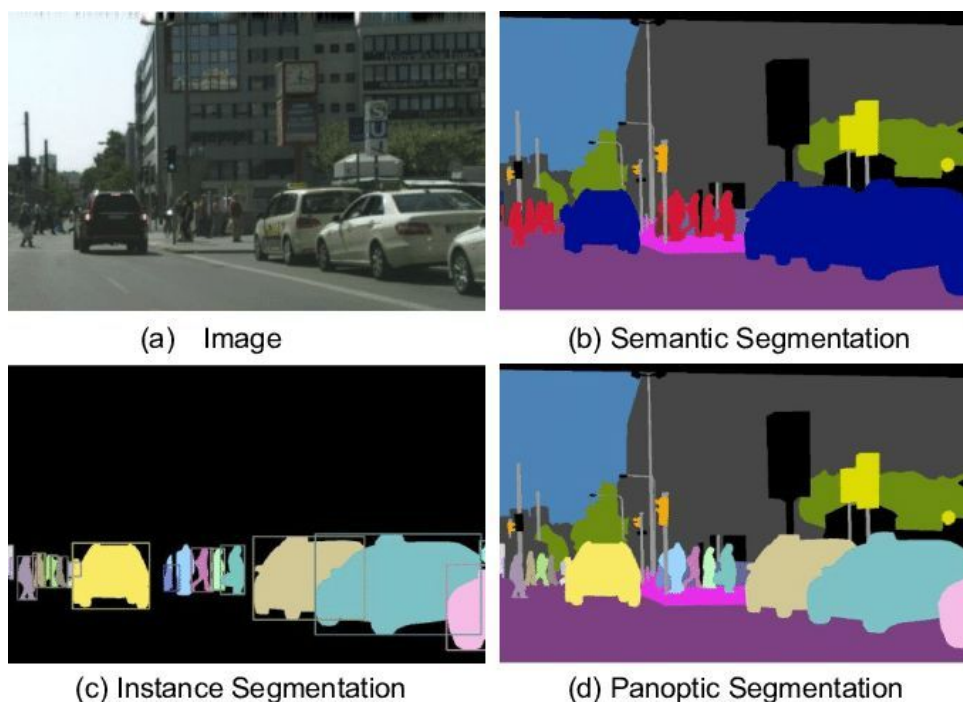 (a) Image
(b) Semantic Segmentation
(c) Instance Segmentation
(d) Panoptic Segmentation